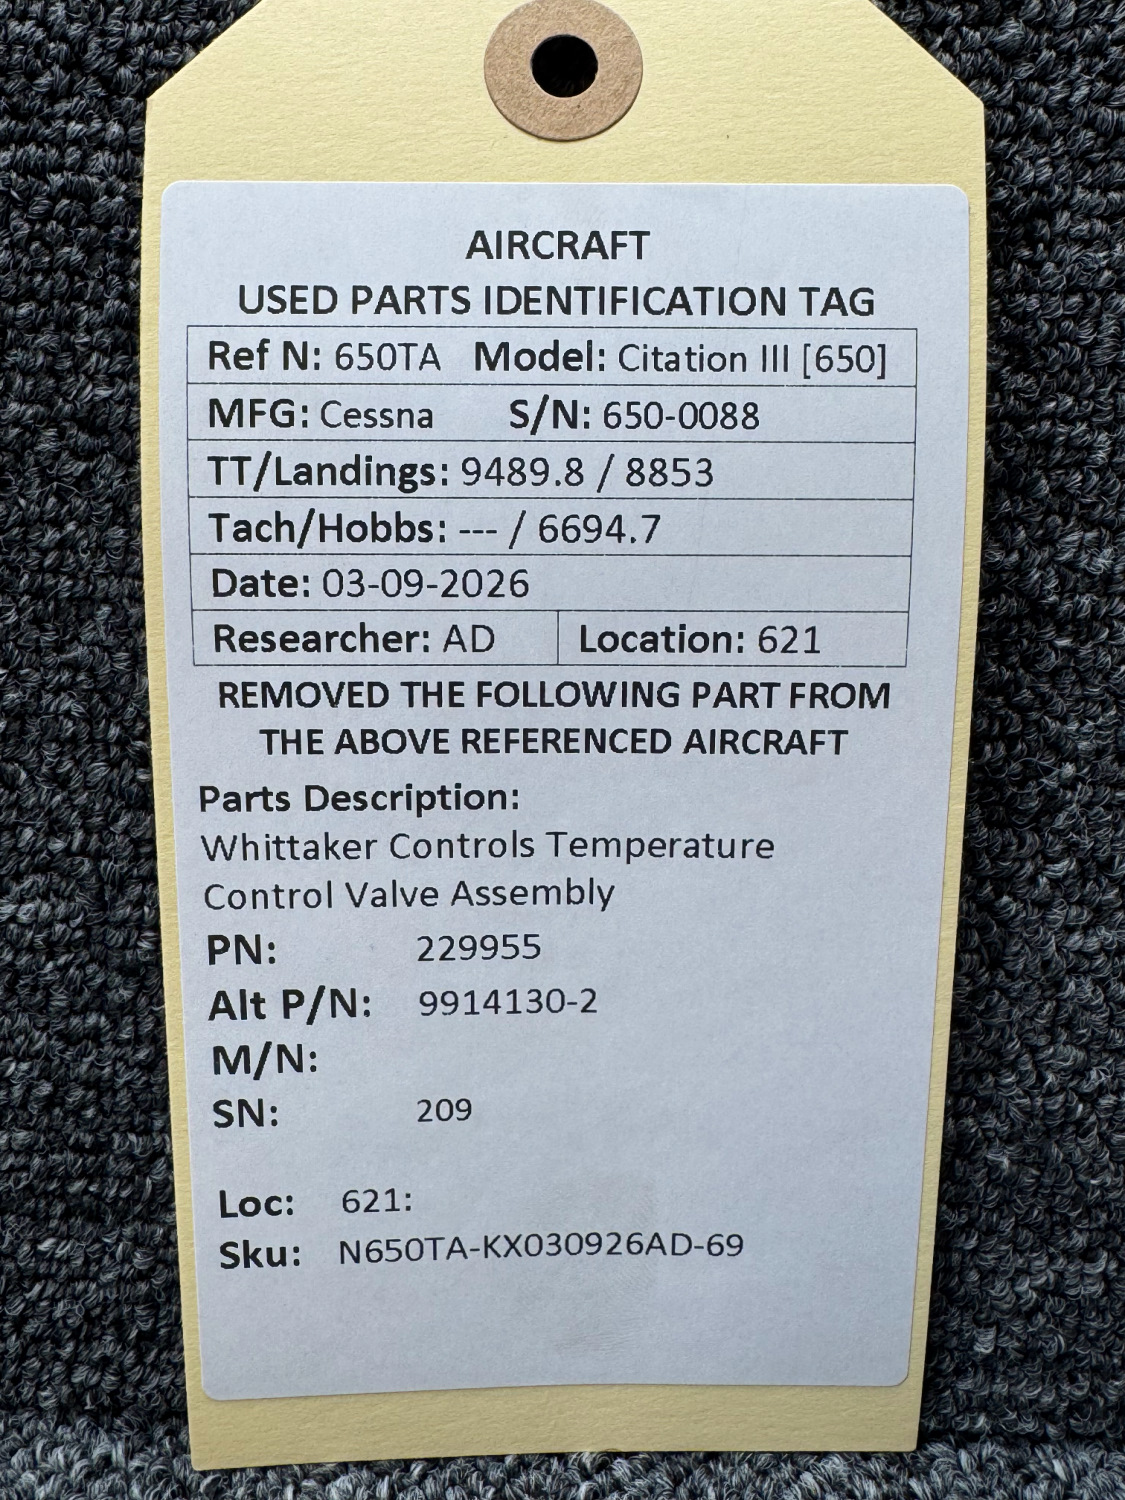 AIRCRAFT
USED PARTS IDENTIFICATION TAG
Ref N: 650TA Model: Citation III [650]
MFG: Cessna S/N: 650-0088
TT/Landings: 9489.8 / 8853
Tach/Hobbs: --- / 6694.7
Date: 03-09-2026
Researcher: AD Location: 621
REMOVED THE FOLLOWING PART FROM
THE ABOVE REFERENCED AIRCRAFT
Parts Description:
Whittaker Controls Temperature
Control Valve Assembly
PN: 229955
Alt P/N: 9914130-2
M/N:
SN: 209
Loc: 621:
Sku: N650TA-KX030926AD-69